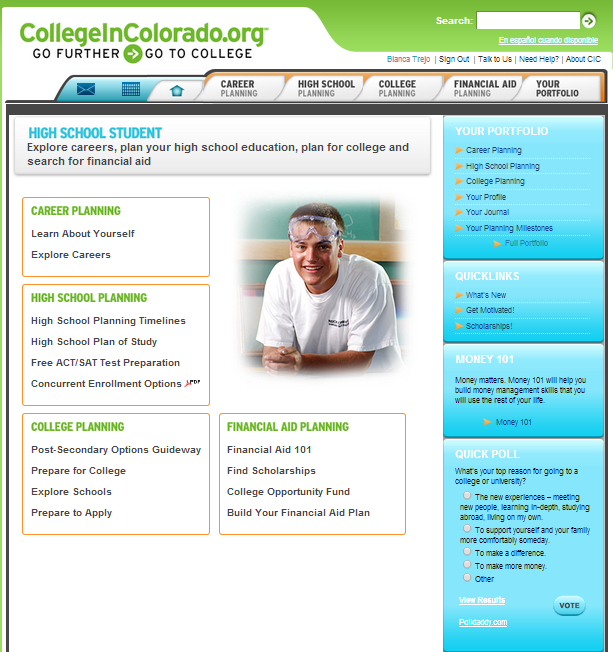 CollegeInColorado.org™
GO FURTHER GO TO COLLEGE
Search:
En español cuando disponible
Blanca Trejo | Sign Out | Talk to Us | Need Help? | About CIC
CAREER PLANNING
HIGH SCHOOL PLANNING
COLLEGE PLANNING
FINANCIAL AID PLANNING
YOUR PORTFOLIO
HIGH SCHOOL STUDENT
Explore careers, plan your high school education, plan for college and
search for financial aid
CAREER PLANNING
Learn About Yourself
Explore Careers
HIGH SCHOOL PLANNING
High School Planning Timelines
High School Plan of Study
Free ACT/SAT Test Preparation
Concurrent Enrollment Options PDF
COLLEGE PLANNING
Post-Secondary Options Guideway
Prepare for College
Explore Schools
Prepare to Apply
FINANCIAL AID PLANNING
Financial Aid 101
Find Scholarships
College Opportunity Fund
Build Your Financial Aid Plan
YOUR PORTFOLIO
Career Planning
High School Planning
College Planning
Your Profile
Your Journal
Your Planning Milestones
Full Portfolio
QUICKLINKS
What's New
Get Motivated!
Scholarships!
MONEY 101
Money matters. Money 101 will help you
build money management skills that you
will use the rest of your life.
Money 101
QUICK POLL
What's your top reason for going to a
college or university?
The new experiences – meeting
new people, learning in-depth, studying
abroad, living on my own.
To support yourself and your family
more comfortably someday.
To make a difference.
To make more money.
Other
View Results
VOTE
Polldaddy.com